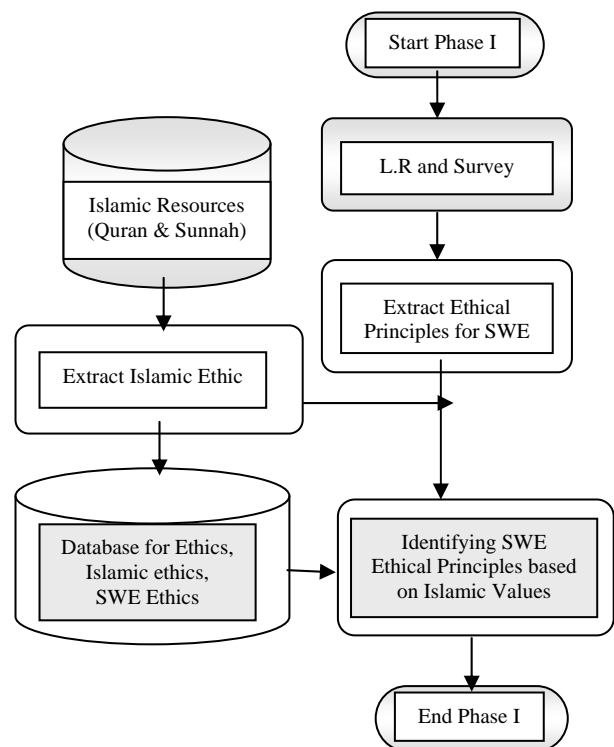 Start Phase I
L.R and Survey
Islamic Resources
(Quran & Sunnah)
Extract Ethical
Principles for SWE
Extract Islamic Ethic
Database for Ethics,
Islamic ethics,
SWE Ethics
Identifying SWE
Ethical Principles based
on Islamic Values
End Phase I